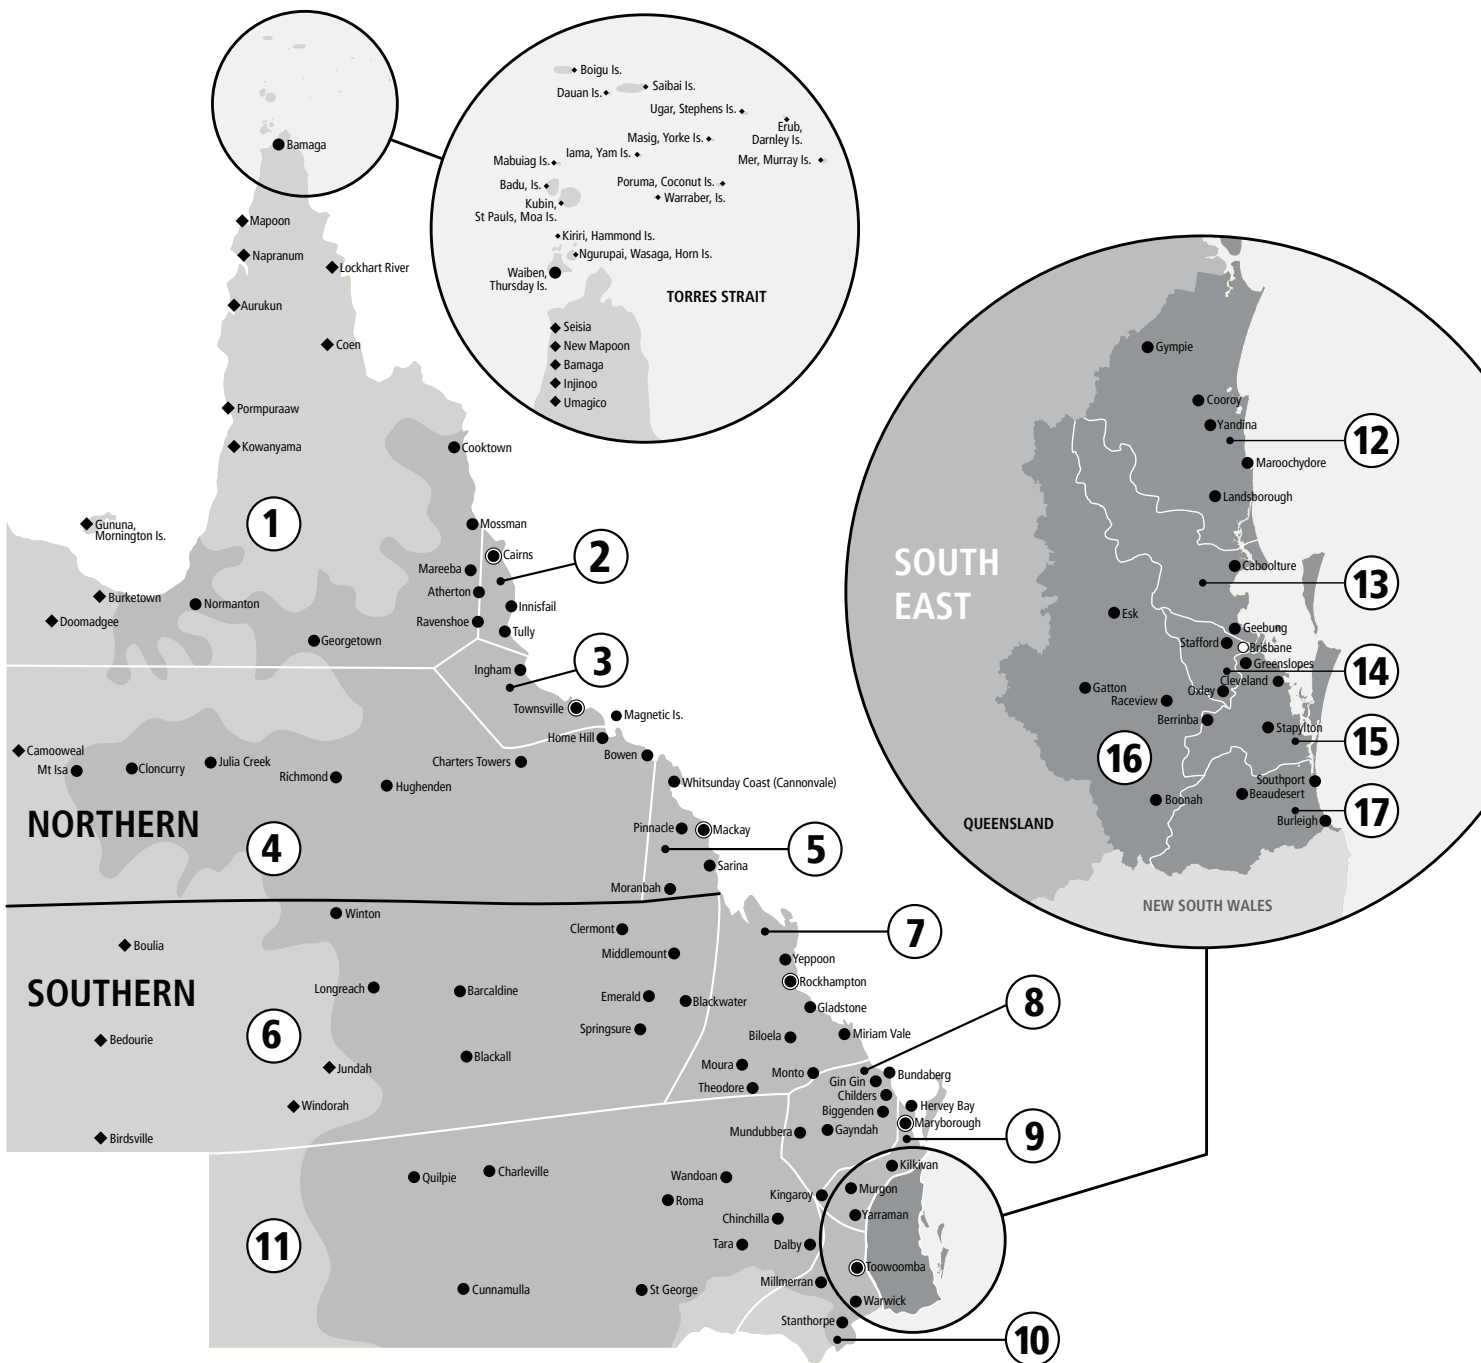 Boigu Is.
Saibai Is.
Dauan Is.
Ugar, Stephens Is.
Erub,
Darnley Is.
Masig, Yorke Is.
Iama, Yam Is.
Mer, Murray Is.
Mabuiag Is.
Badu, Is.
Poruma, Coconut Is.
Warraber, Is.
Kubin,
St Pauls, Moa Is.
Kiriri, Hammond Is.
Ngurupai, Wasaga, Horn Is.
Waiben,
Thursday Is.
TORRES STRAIT
Seisia
New Mapoon
Bamaga
Injinoo
Umagico
Bamaga
Mapoon
Napranum
Lockhart River
Aurukun
Coen
Pormpuraaw
Kowanyama
Cooktown
1
Gununa,
Mornington Is.
Mossman
Cairns
2
Mareeba
Burketown
Normanton
Atherton
Innisfail
Doomadgee
Ravenshoe
Tully
Georgetown
3
Ingham
Townsville
Magnetic Is.
Home Hill
Camooweal
Mt Isa
Cloncurry
Julia Creek
Richmond
Hughenden
Charters Towers
Bowen
Whitsunday Coast (Cannonvale)
NORTHERN
4
Pinnacle
Mackay
5
Sarina
Moranbah
Winton
Clermont
7
Boulia
Middlemount
Yeppoon
SOUTHERN
Longreach
Barcaldine
Emerald
Blackwater
Rockhampton
Gladstone
8
Springsure
Biloela
Miriam Vale
6
Bedourie
Blackall
Jundah
Moura
Monto
Bundaberg
Gin Gin
Theodore
Childers
Windorah
Biggenden
Hervey Bay
Maryborough
Birdsville
Mundubbera
Gayndah
9
Kilkivan
Quilpie
Charleville
Wandoan
Murgon
Kingaroy
Roma
Yarraman
Chinchilla
11
Tara
Dalby
Toowoomba
Millmerran
Cunnamulla
St George
Warwick
Stanthorpe
10
Gympie
Cooroy
Yandina
12
Maroochydore
Landsborough
SOUTH
EAST
Caboolture
13
Esk
Geebung
Stafford
Brisbane
Greenslopes
14
Cleveland
Gatton
Oxley
Raceview
Berrinba
Stapylton
15
16
Southport
Beaudesert
Boonah
17
Burleigh
QUEENSLAND
NEW SOUTH WALES